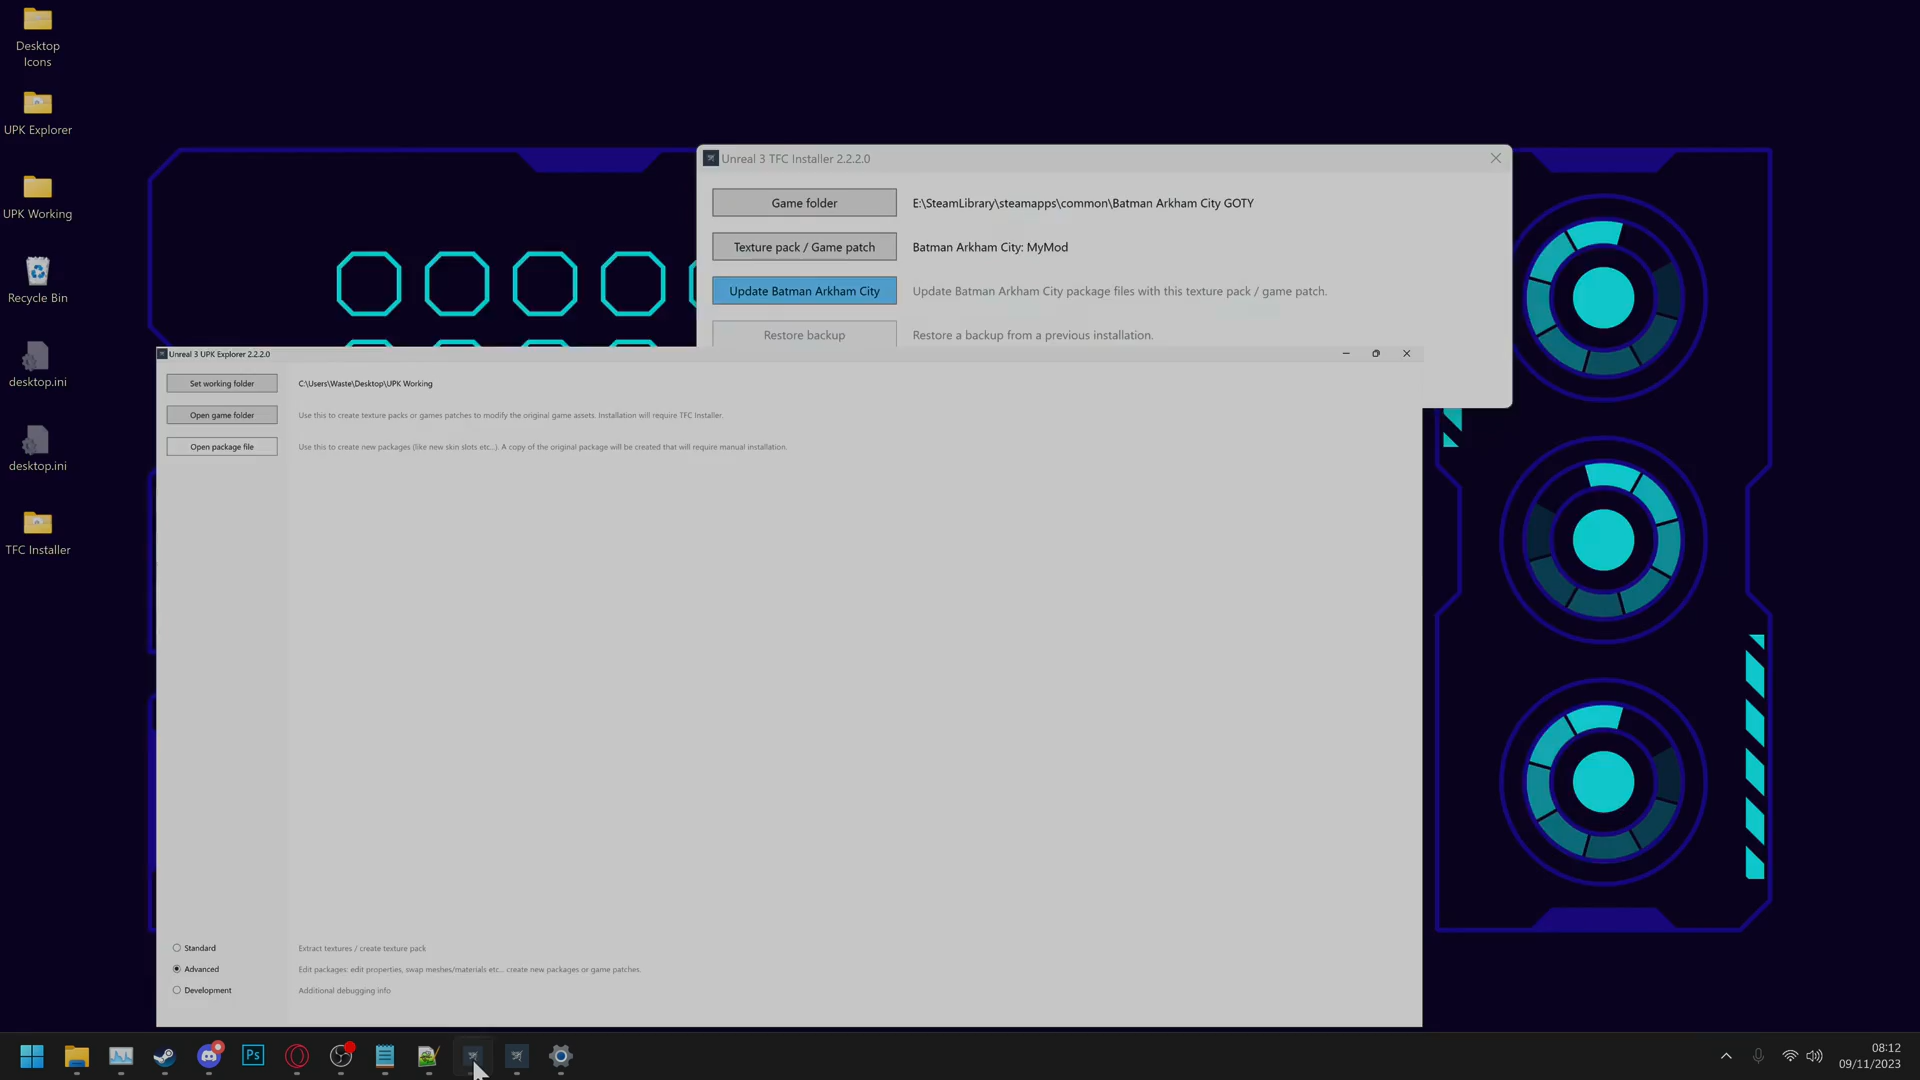 Desktop
Icons
UPK Explorer
UPK Working
Recycle Bin
desktop.ini
desktop.ini
TFC Installer
Unreal 3 TFC Installer 2.2.2.0
Game folder
E:\SteamLibrary\steamapps\common\Batman Arkham City GOTY
Texture pack / Game patch
Batman Arkham City: MyMod
Update Batman Arkham City
Update Batman Arkham City package files with this texture pack / game patch.
Restore backup
Restore a backup from a previous installation.
Unreal 3 UPK Explorer 2.2.2.0
Set working folder
C:\Users\Waste\Desktop\UPK Working
Open game folder
Use this to create texture packs or games patches to modify the original game assets. Installation will require TFC Installer.
Open package file
Use this to create new packages (like new skin slots etc...). A copy of the original package will be created that will require manual installation.
Standard
Extract textures / create texture pack
Advanced
Edit packages: edit properties, swap meshes/materials etc... create new packages or game patches.
Development
Additional debugging info
Ps
08:12
09/11/2023